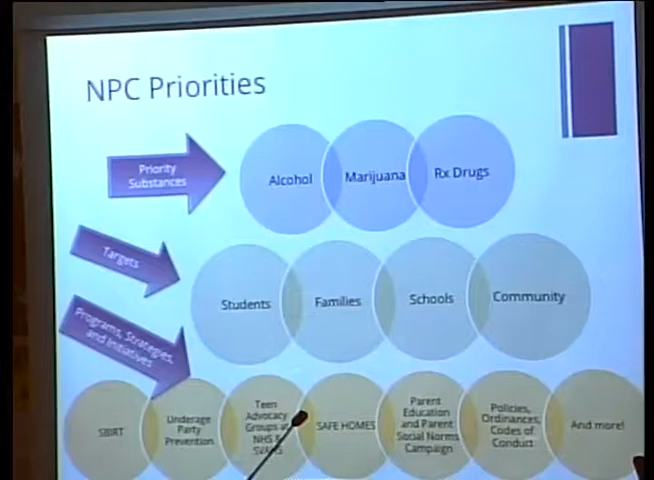 NPC Priorities
Priority
Substances
Alcohol
Marijuana
Rx Drugs
Targets
Students
Families
Schools
Community
Programs, Strategies,
and Initiatives
SBIRT
Underage
Party
Prevention
Teen
Advocacy
Groups at
NHS &
SAFE HOMES
Parent
Education
and Parent
Social Norms
Campaign
Policies,
Ordinances,
Codes of
Conduct
And more!